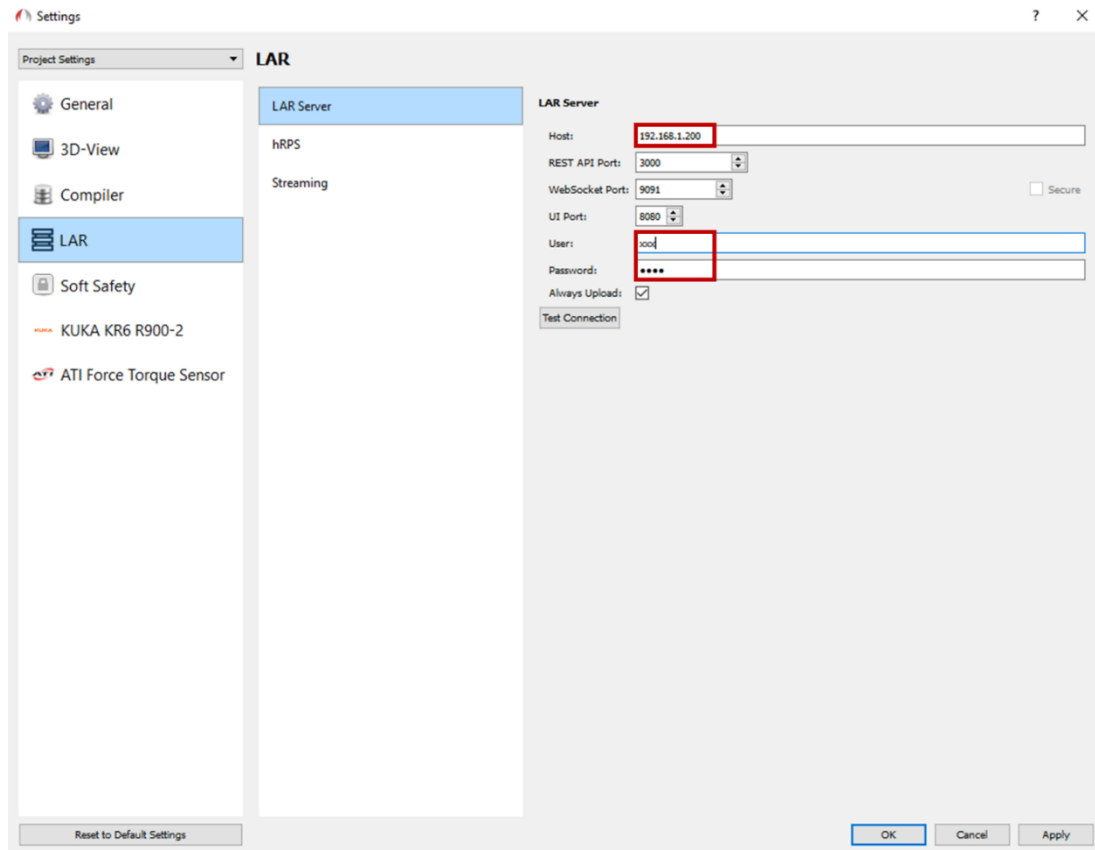 Settings
?
Project Settings
LAR
General
3D-View
Compiler
LAR
Soft Safety
KUKA KUKA KR6 R900-2
ATI ATI Force Torque Sensor
LAR Server
hRPS
Streaming
LAR Server
Host: 192.168.1.200
REST API Port: 3000
WebSocket Port: 9091 Secure
UI Port: 8080
User:
Password: ••••
Always Upload:
Test Connection
Reset to Default Settings
OK Cancel Apply